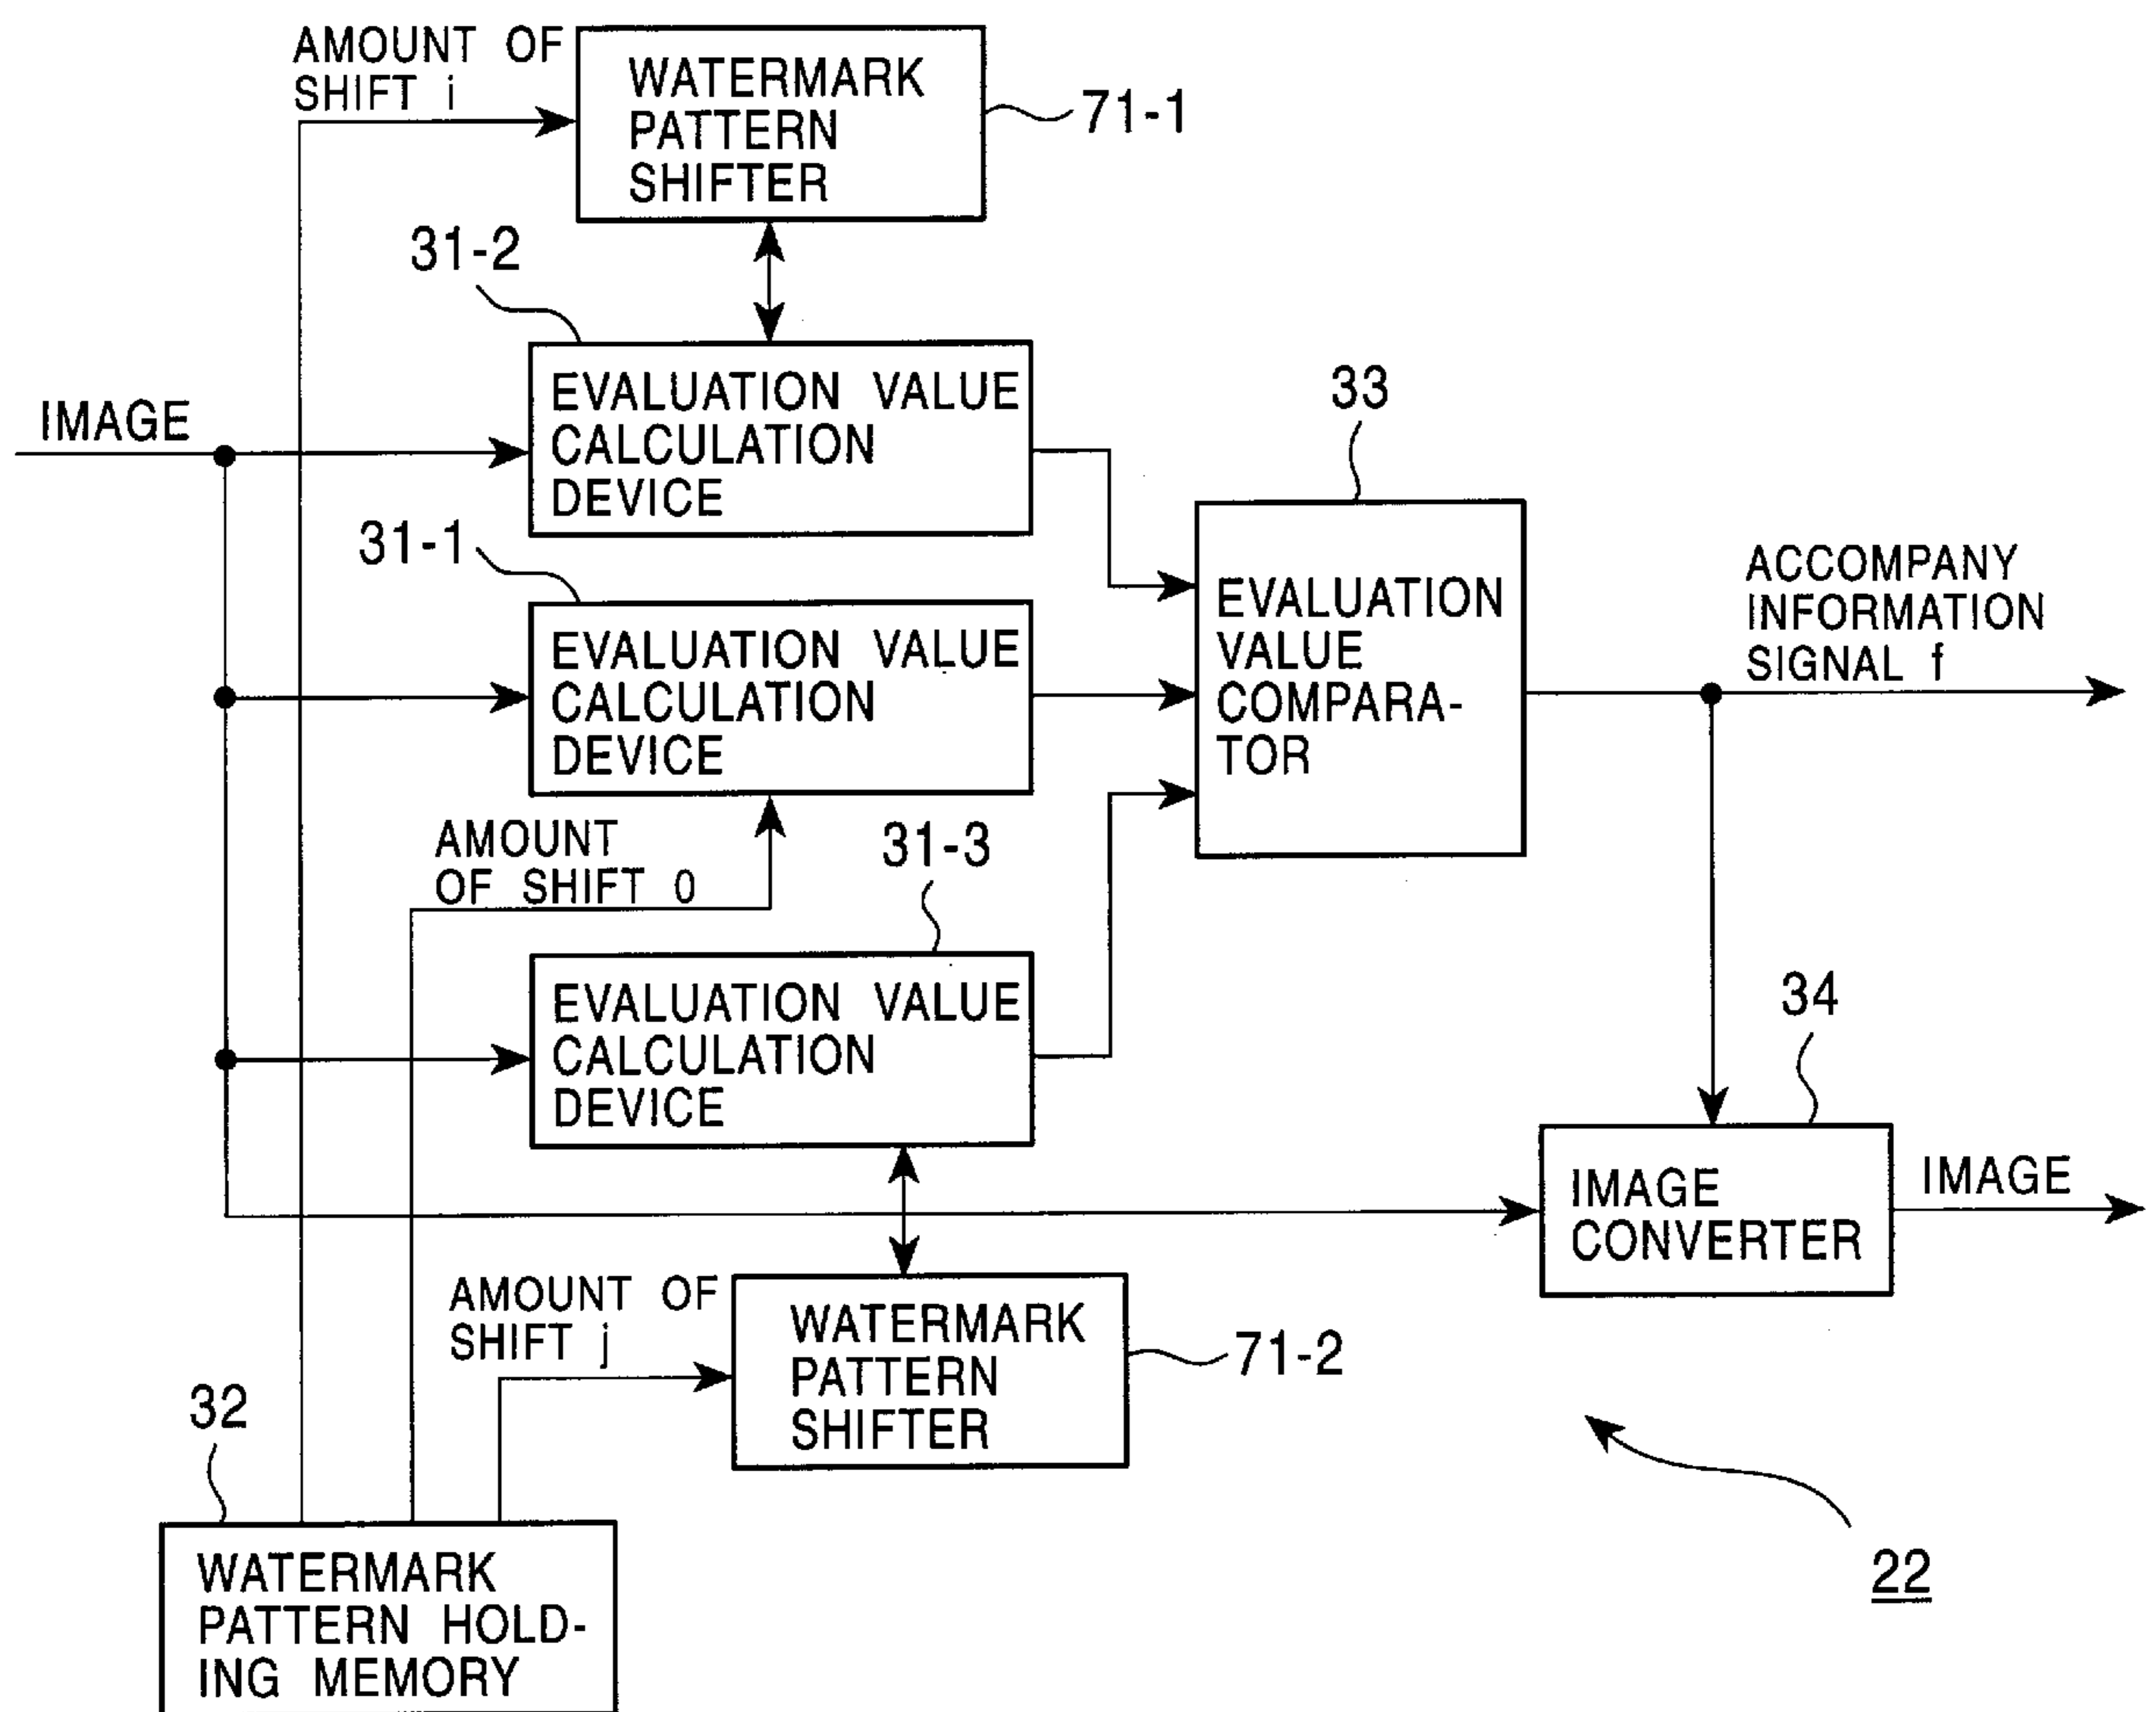 AMOUNT OF
SHIFT i
WATERMARK
PATTERN
SHIFTER
71-1
31-2
IMAGE
EVALUATION VALUE
CALCULATION
DEVICE
33
31-1
EVALUATION VALUE
CALCULATION
DEVICE
EVALUATION
VALUE
COMPARA-
TOR
ACCOMPANY
INFORMATION
SIGNAL f
AMOUNT
OF SHIFT 0
31-3
EVALUATION VALUE
CALCULATION
DEVICE
34
IMAGE
CONVERTER
IMAGE
AMOUNT OF
SHIFT j
WATERMARK
PATTERN
SHIFTER
71-2
32
WATERMARK
PATTERN HOLD-
ING MEMORY
22